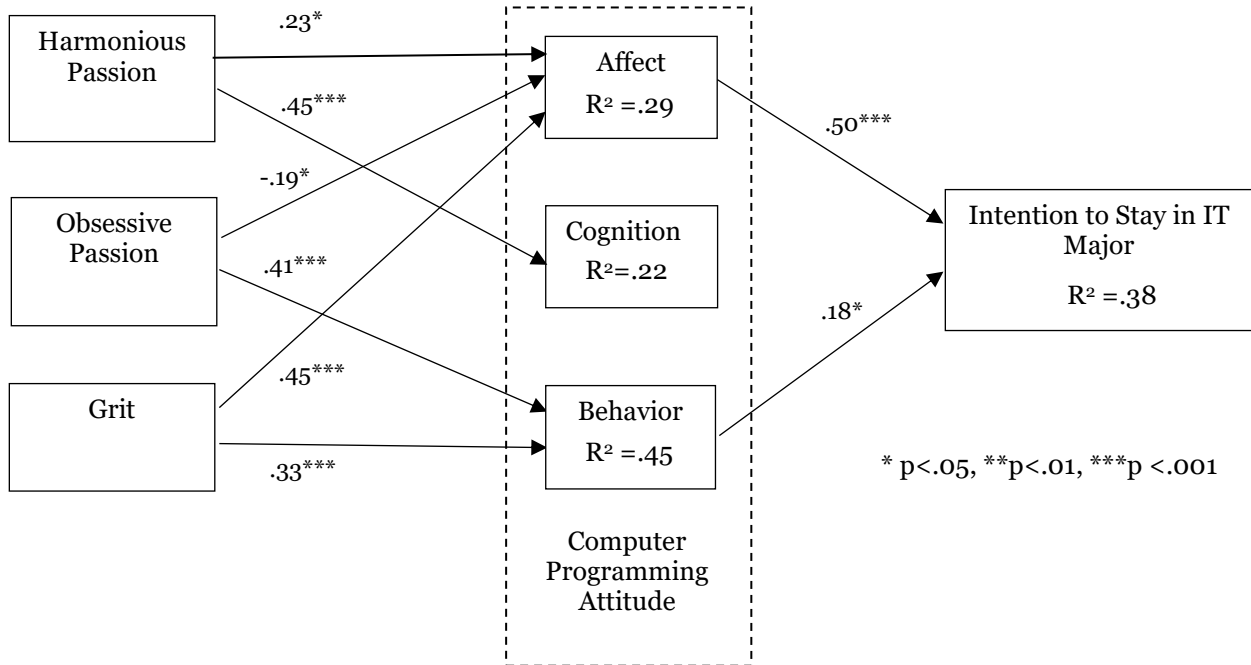 Harmonious
Passion
.23*
.45***
Obsessive
Passion
-.19*
.41***
Grit
.45***
.33***
Affect
R² =.29
Cognition
R²=.22
Behavior
R² =.45
Computer
Programming
Attitude
.50***
.18*
Intention to Stay in IT
Major
R² =.38
* p<.05, **p<.01, ***p <.001